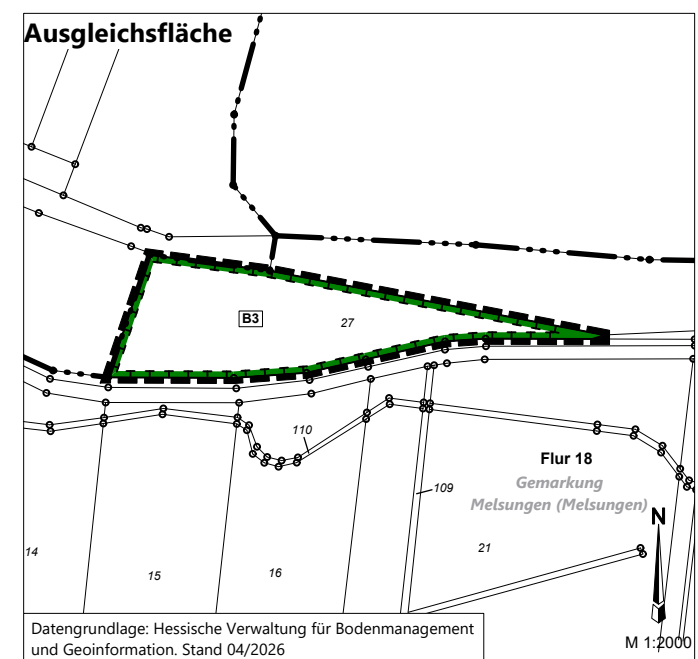 Ausgleichsfläche
B3
27
110
Flur 18
Gemarkung
Melsungen (Melsungen)
N
109
14
15
16
21
Datengrundlage: Hessische Verwaltung für Bodenmanagement
und Geoinformation. Stand 04/2026
M 1:2000